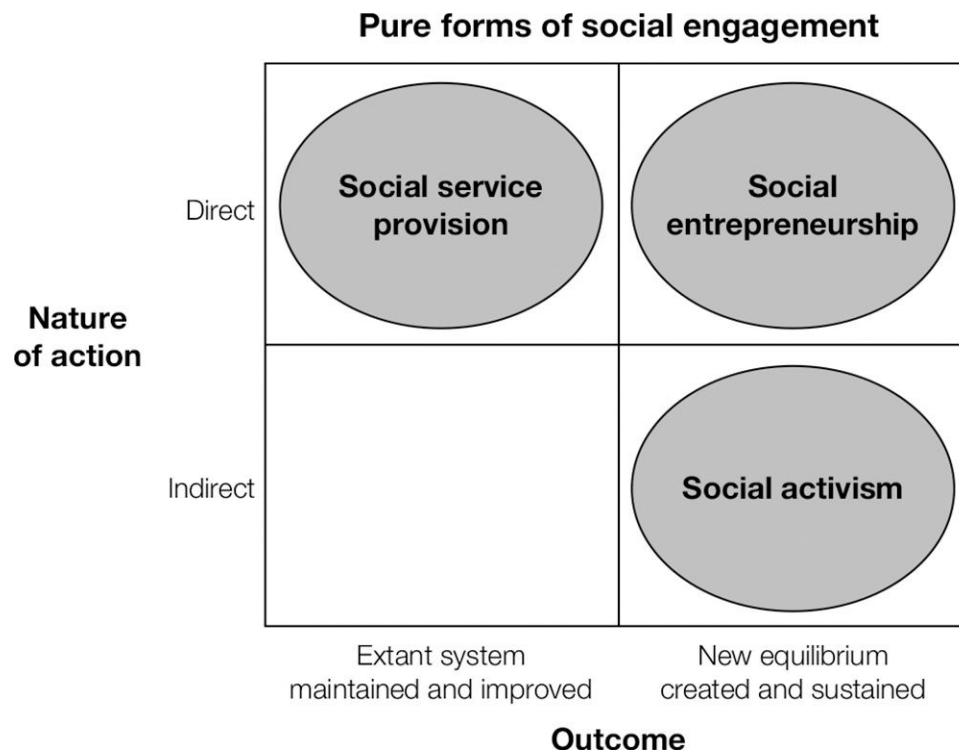 Pure forms of social engagement
Social service
provision
Social
entrepreneurship
Direct
Nature
of action
Indirect
Social activism
Extant system
maintained and improved
New equilibrium
created and sustained
Outcome